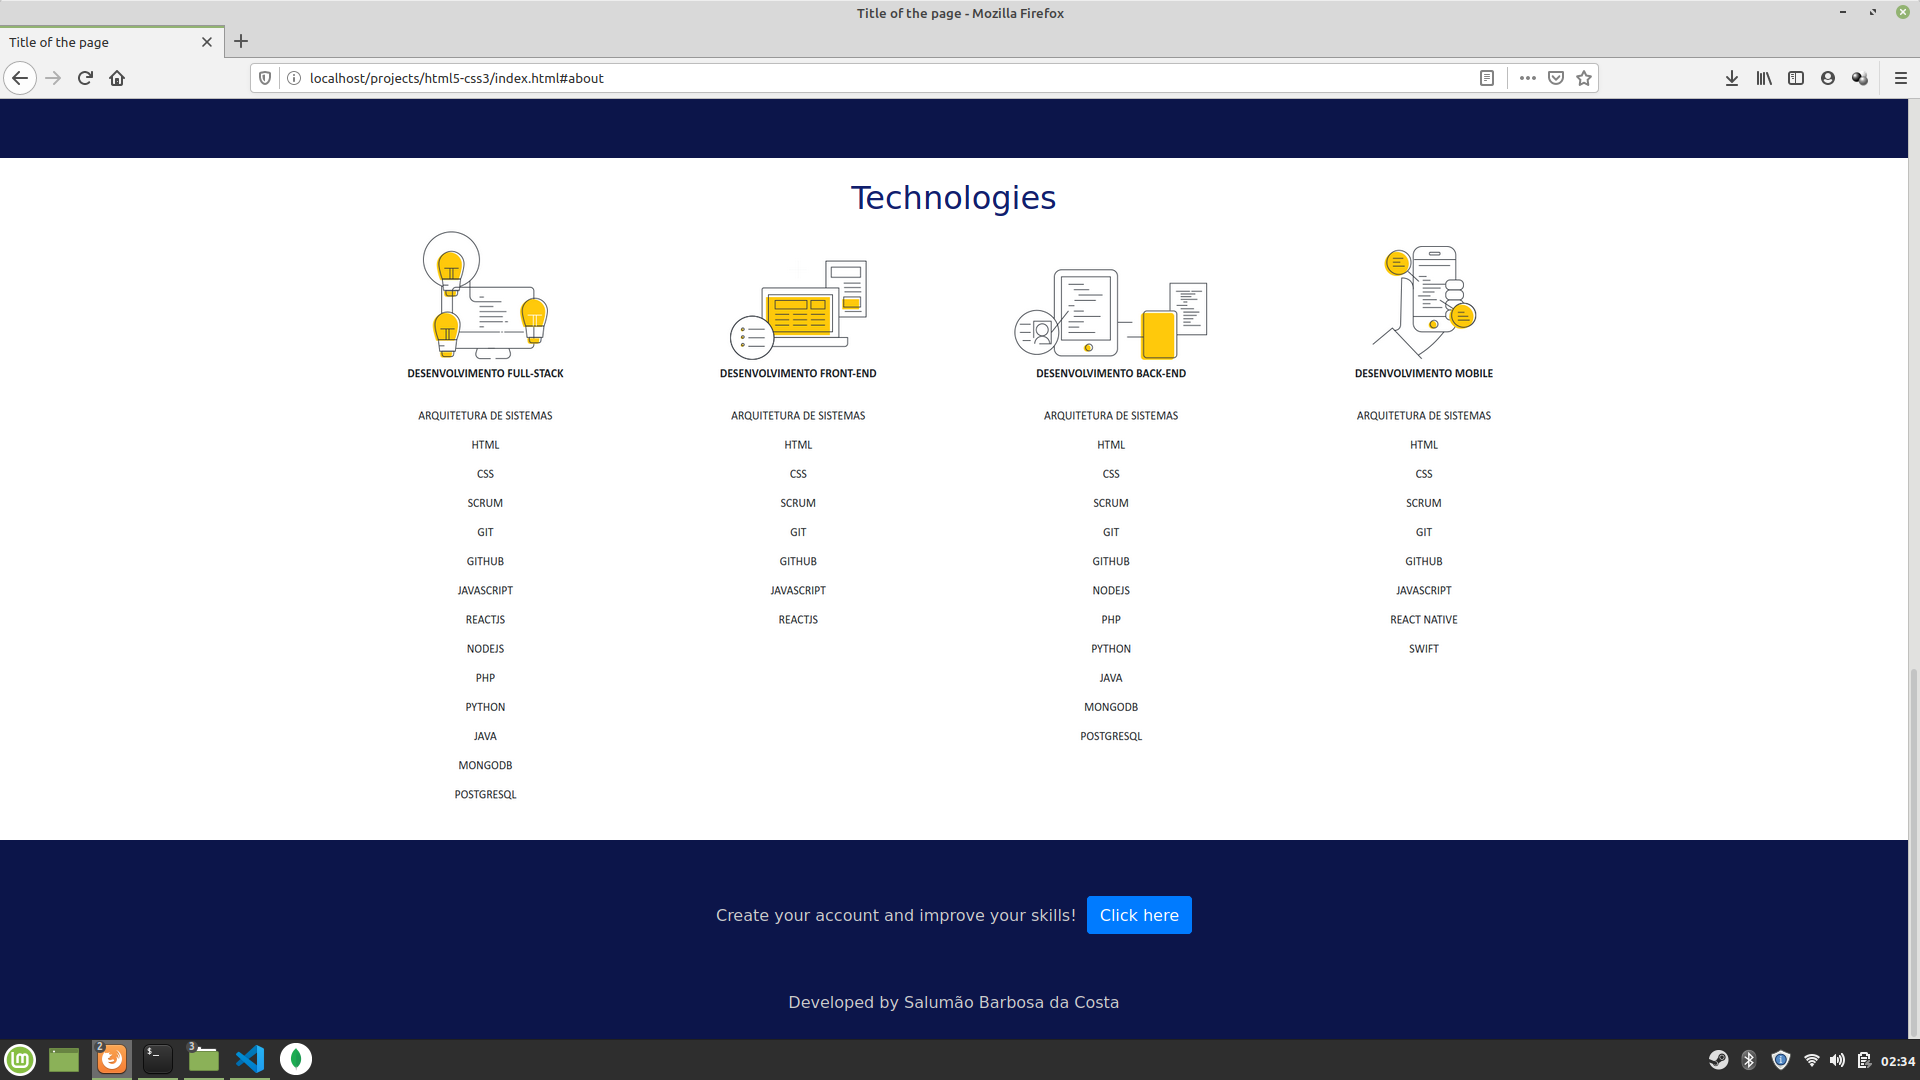 Title of the page - Mozilla Firefox
Title of the page
localhost/projects/html5-css3/index.html#about
Technologies
DESENVOLVIMENTO FULL-STACK
ARQUITETURA DE SISTEMAS
HTML
CSS
SCRUM
GIT
GITHUB
JAVASCRIPT
REACTJS
NODEJS
PHP
PYTHON
JAVA
MONGODB
POSTGRESQL
DESENVOLVIMENTO FRONT-END
ARQUITETURA DE SISTEMAS
HTML
CSS
SCRUM
GIT
GITHUB
JAVASCRIPT
REACTJS
DESENVOLVIMENTO BACK-END
ARQUITETURA DE SISTEMAS
HTML
CSS
SCRUM
GIT
GITHUB
NODEJS
PHP
PYTHON
JAVA
MONGODB
POSTGRESQL
DESENVOLVIMENTO MOBILE
ARQUITETURA DE SISTEMAS
HTML
CSS
SCRUM
GIT
GITHUB
JAVASCRIPT
REACT NATIVE
SWIFT
Create your account and improve your skills! Click here
Developed by Salumão Barbosa da Costa
2
$_
3
02:34